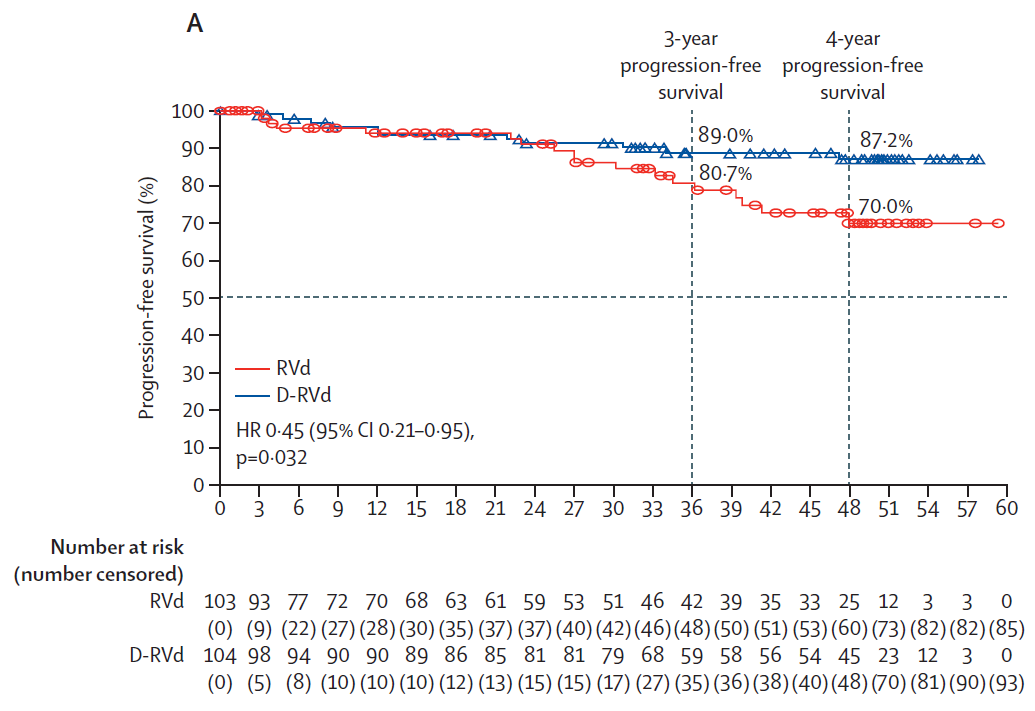 A
3-year
progression-free
survival
4-year
progression-free
survival
Progression-free survival (%)
100
90
80
70
60
50
40
30
20
10
0
89·0%
80·7%
87·2%
70·0%
RVd
D-RVd
HR 0·45 (95% CI 0·21–0·95),
p=0·032
0 3 6 9 12 15 18 21 24 27 30 33 36 39 42 45 48 51 54 57 60
Number at risk
(number censored)
RVd 103 93 77 72 70 68 63 61 59 53 51 46 42 39 35 33 25 12 3 3 0
(0) (9) (22) (27) (28) (30) (35) (37) (37) (40) (42) (46) (48) (50) (51) (53) (60) (73) (82) (82) (85)
D-RVd 104 98 94 90 90 89 86 85 81 81 79 68 59 58 56 54 45 23 12 3 0
(0) (5) (8) (10) (10) (10) (12) (13) (15) (15) (17) (27) (35) (36) (38) (40) (48) (70) (81) (90) (93)